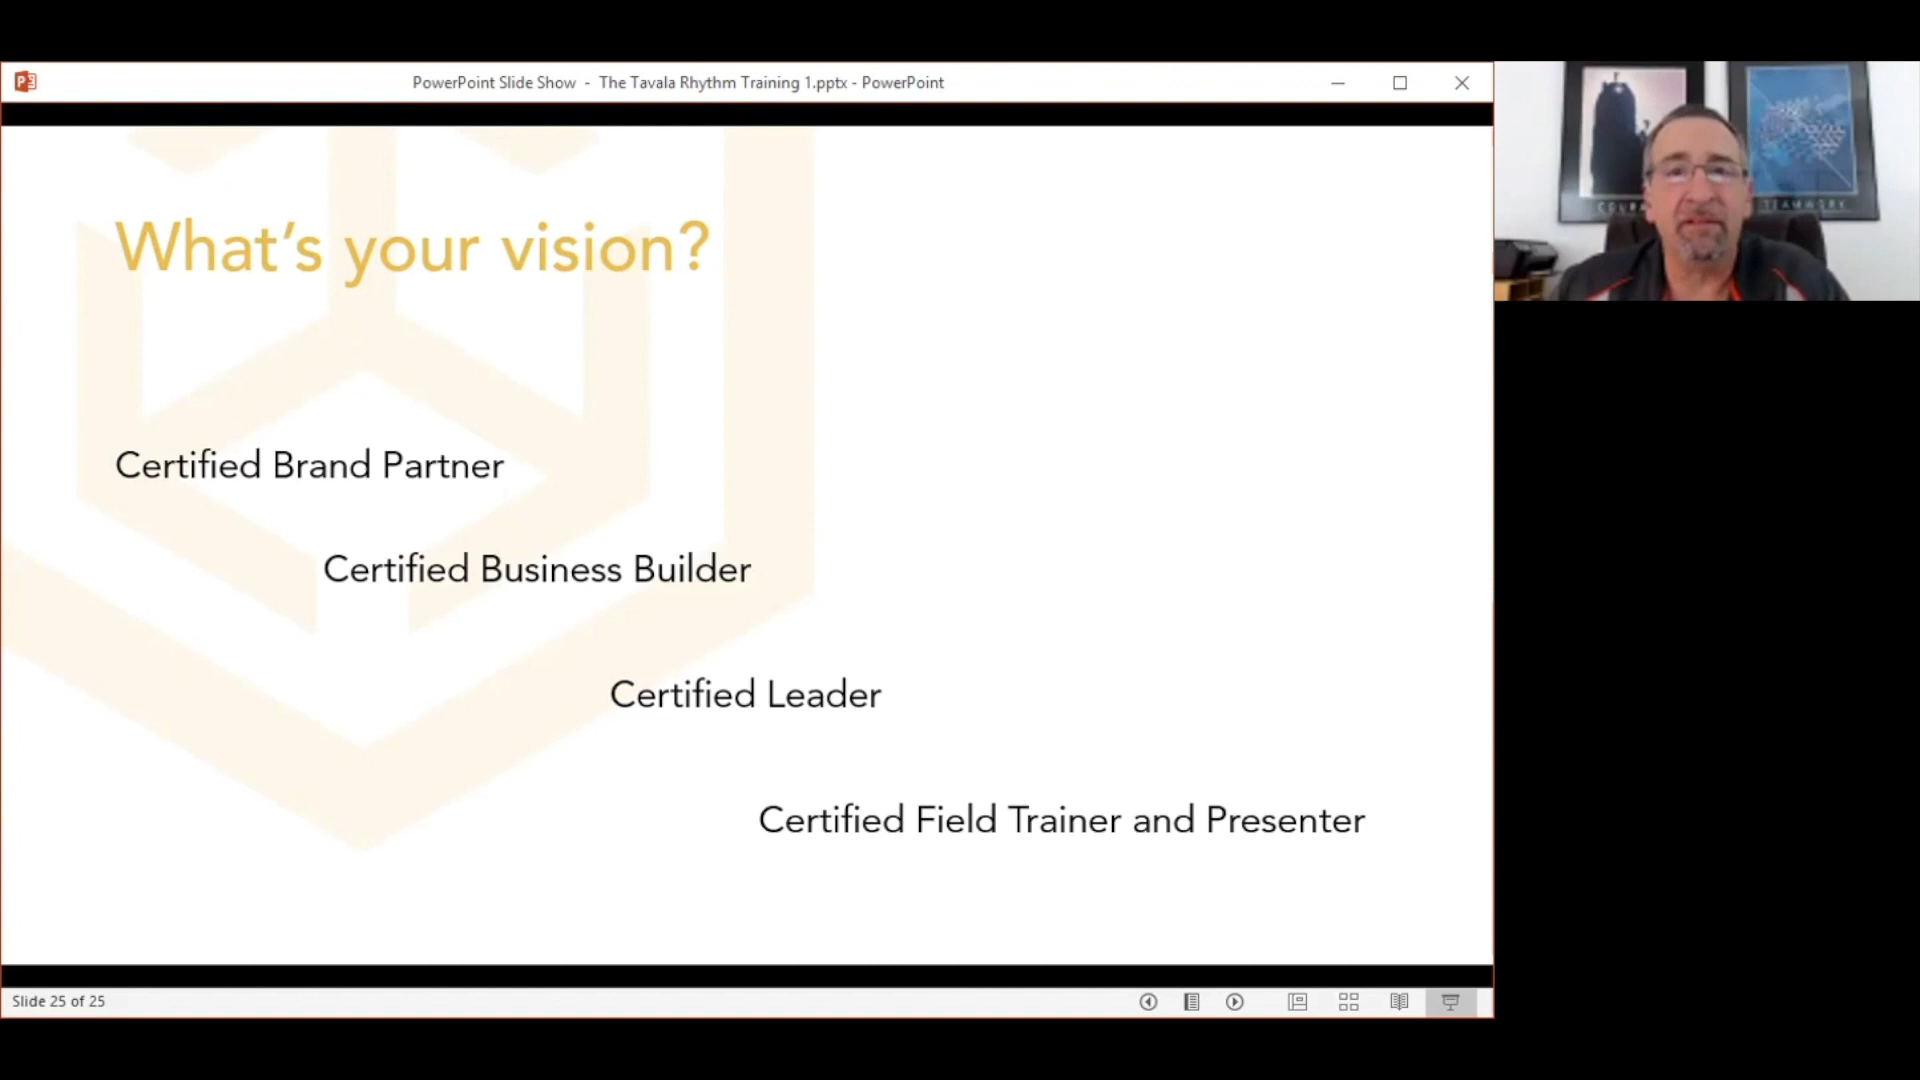 PowerPoint Slide Show - The Tavala Rhythm Training 1.pptx - PowerPoint
What's your vision?
Certified Brand Partner
Certified Business Builder
Certified Leader
Certified Field Trainer and Presenter
Slide 25 of 25
TEAMWORK